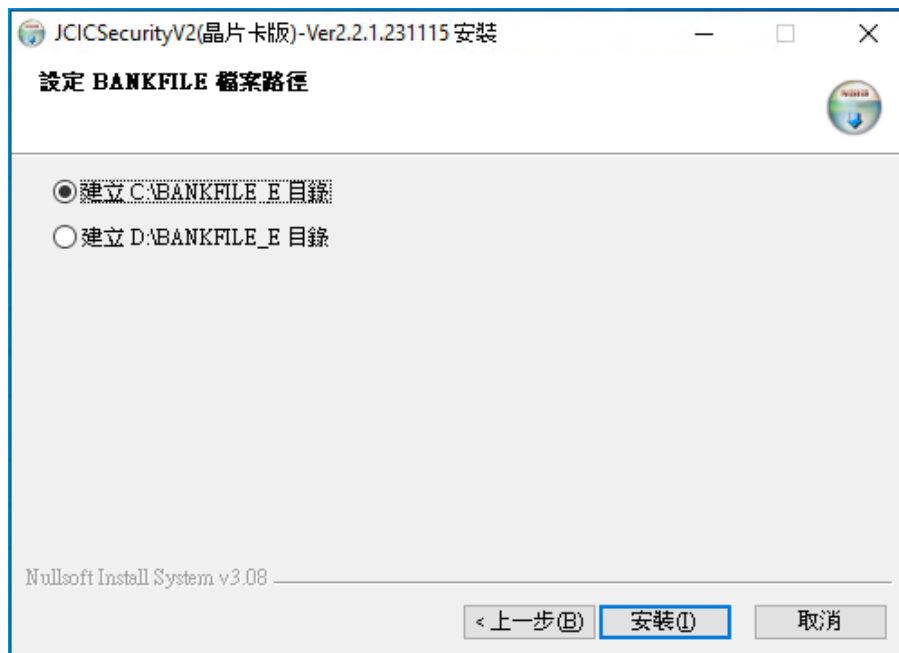 JCICSecurityV2(晶片卡版)-Ver2.2.1.231115 安裝
設定 BANKFILE 檔案路徑
建立 C:\BANKFILE_E 目錄
建立 D:\BANKFILE_E 目錄
Nullsoft Install System v3.08
< 上一步(B) 安裝(I) 取消